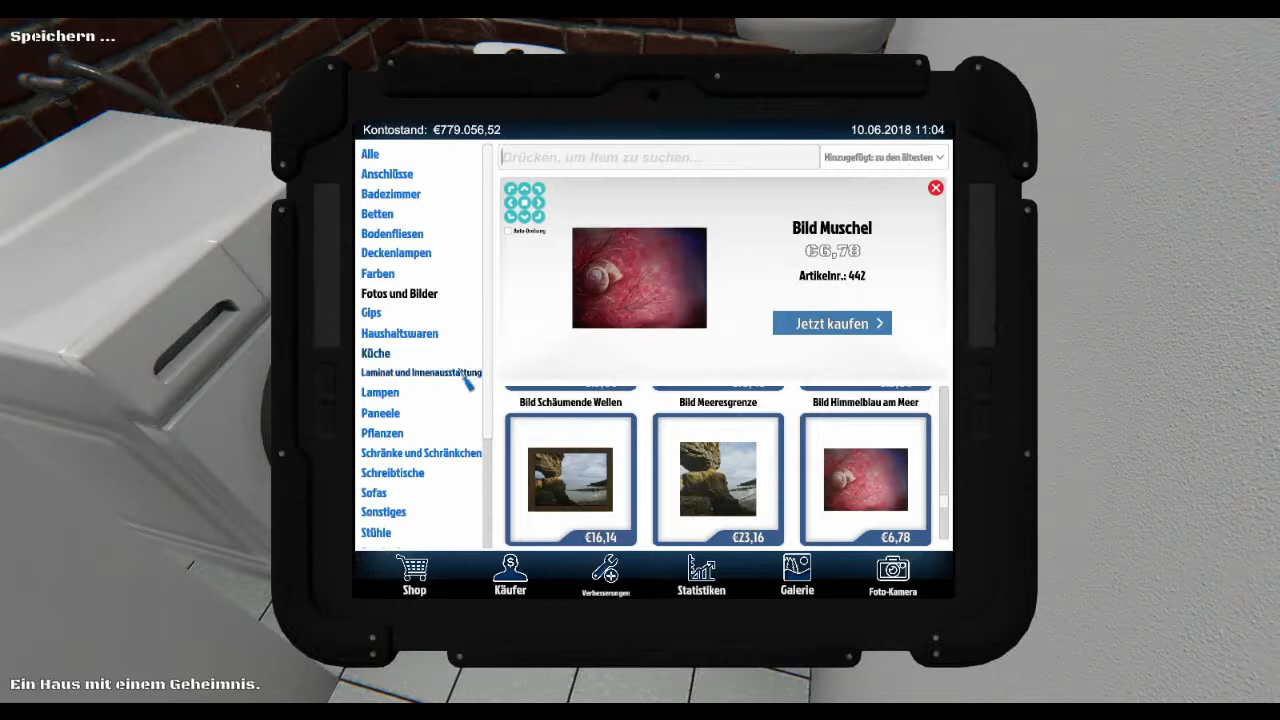 Speichern ...
Kontostand: €779.056,52
10.06.2018 11:04
Alle
Anschlüsse
Badezimmer
Betten
Bodenfliesen
Deckenlampen
Farben
Fotos und Bilder
Gips
Haushaltswaren
Küche
Laminat und Innenausstattung
Lampen
Paneele
Pflanzen
Schränke und Schränkchen
Schreibtische
Sofas
Sonstiges
Stühle
Drücken, um Item zu suchen...
Hinzugefügt: zu den ältesten
Auto-Drehung
Bild Muschel
€6,78
Artikelnr.: 442
Jetzt kaufen
Bild Schäumende Wellen
Bild Meeresgrenze
Bild Himmelblau am Meer
€16,14
€23,16
€6,78
Shop
Käufer
Verbesserungen
Statistiken
Galerie
Foto-Kamera
Ein Haus mit einem Geheimnis.